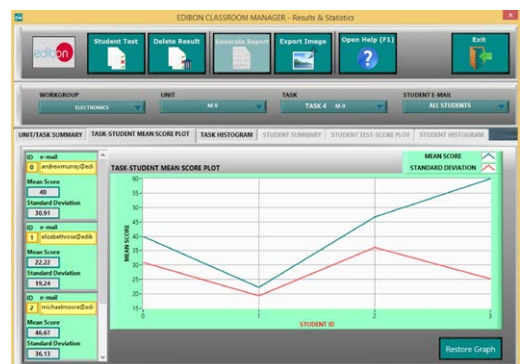 EDIBON CLASSROOM MANAGER - Results & Statistics
edibon
Student Test
Delete Result
Generate Report
Export Image
Open Help (F1)
Exit
WORKGROUP
UNIT
TASK
STUDENT E-MAIL
ELECTRONICS
M-9
TASK 4 M-9
ALL STUDENTS
UNIT/TASK SUMMARY
TASK-STUDENT MEAN SCORE PLOT
TASK HISTOGRAM
STUDENT SUMMARY
STUDENT TEST-SCORE PLOT
STUDENT HISTOGRAM
ID e-mail
0 andrewmurray@edi
Mean Score
40
Standard Deviation
30,91
ID e-mail
1 elizabethrose@edib
Mean Score
22,22
Standard Deviation
19,24
ID e-mail
2 michaelmoore@edi
Mean Score
46,67
Standard Deviation
36,13
TASK-STUDENT MEAN SCORE PLOT
MEAN SCORE
STANDARD DEVIATION
MEAN SCORE
60
55
50
45
40
35
30
25
20
15
0
1
2
3
STUDENT ID
Restore Graph